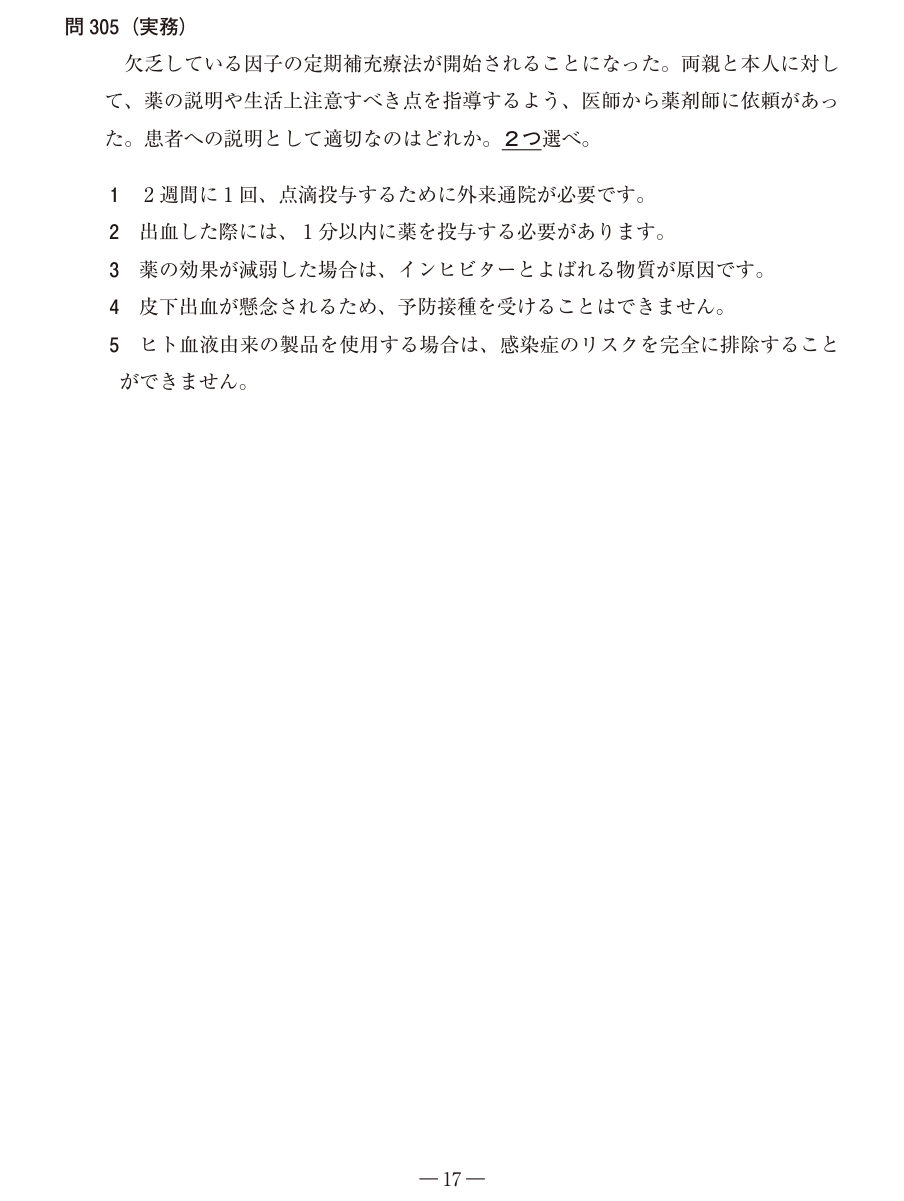 問 305（実務）
欠乏している因子の定期補充療法が開始されることになった。両親と本人に対し
て、薬の説明や生活上注意すべき点を指導するよう、医師から薬剤師に依頼があっ
た。患者への説明として適切なのはどれか。２つ選べ。
1　２週間に１回、点滴投与するために外来通院が必要です。
2　出血した際には、１分以内に薬を投与する必要があります。
3　薬の効果が減弱した場合は、インヒビターとよばれる物質が原因です。
4　皮下出血が懸念されるため、予防接種を受けることはできません。
5　ヒト血液由来の製品を使用する場合は、感染症のリスクを完全に排除すること
ができません。
― 17 ―